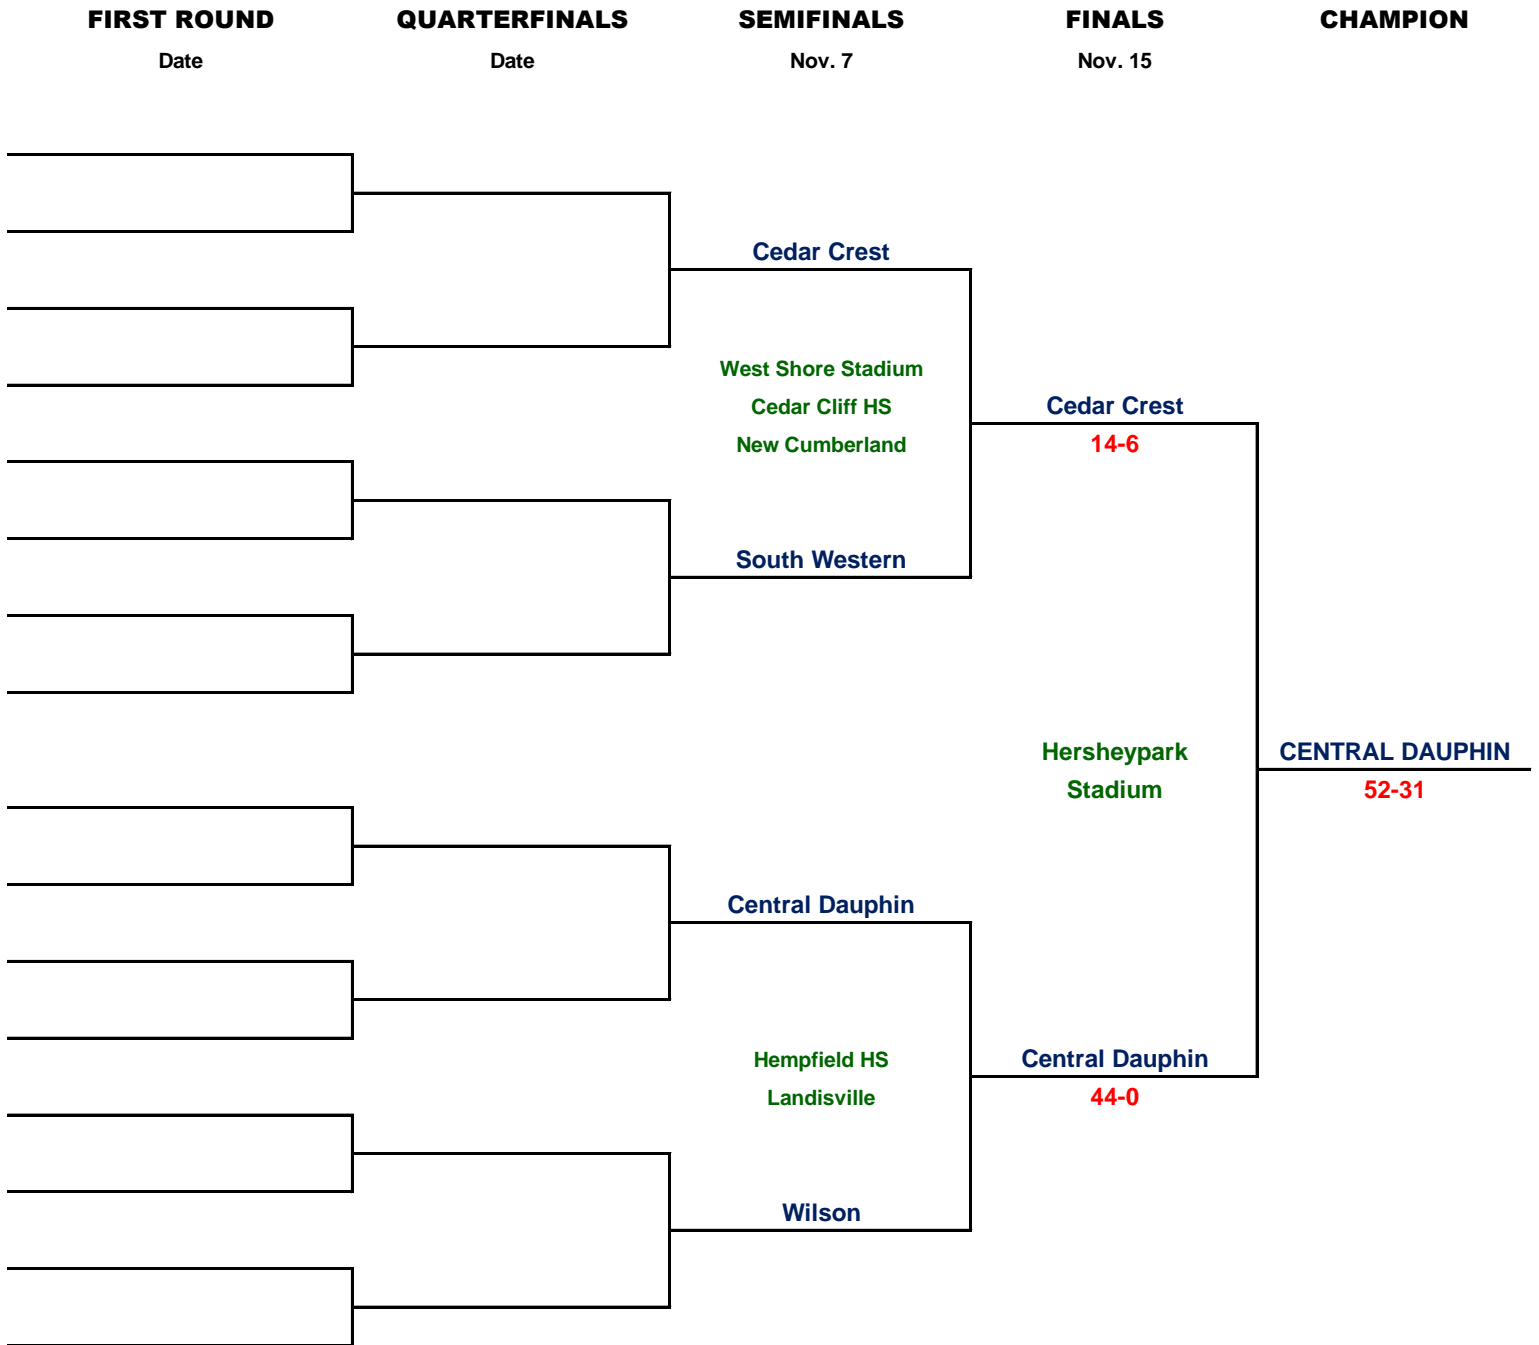 FIRST ROUND
QUARTERFINALS
SEMIFINALS
FINALS
CHAMPION
Date
Date
Nov. 7
Nov. 15
Cedar Crest
West Shore Stadium
Cedar Cliff HS
New Cumberland
Cedar Crest
14-6
South Western
Hersheypark
Stadium
CENTRAL DAUPHIN
52-31
Central Dauphin
Hempfield HS
Landisville
Central Dauphin
44-0
Wilson